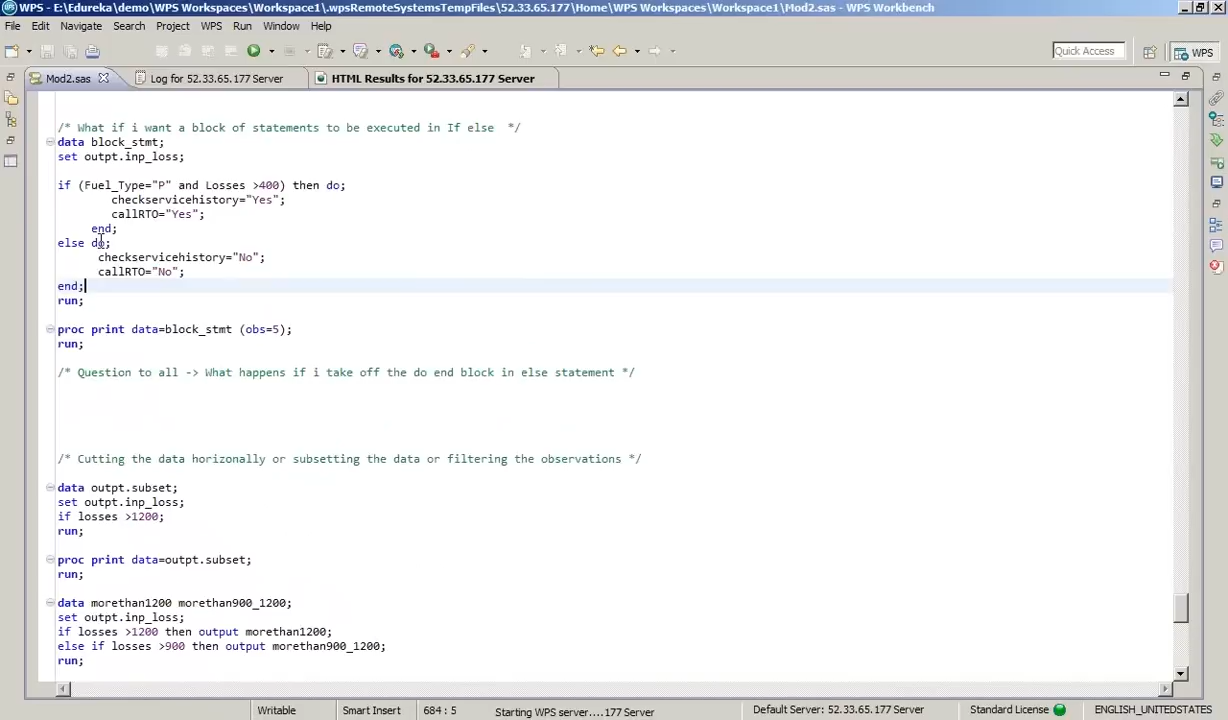 WPS - E:\Edureka\demo\WPS Workspaces\Workspace1\.wpsRemoteSystemsTempFiles\52.33.65.177\Home\WPS Workspaces\Workspace1\Mod2.sas - WPS Workbench
File Edit Navigate Search Project WPS Run Window Help
Quick Access WPS
Mod2.sas Log for 52.33.65.177 Server HTML Results for 52.33.65.177 Server
/* What if i want a block of statements to be executed in If else */
data block_stmt;
set outpt.inp_loss;
if (Fuel_Type="P" and Losses >400) then do;
checkservicehistory="Yes";
callRTO="Yes";
end;
else do;
checkservicehistory="No";
callRTO="No";
end;
run;
proc print data=block_stmt (obs=5);
run;
/* Question to all -> What happens if i take off the do end block in else statement */
/* Cutting the data horizonally or subsetting the data or filtering the observations */
data outpt.subset;
set outpt.inp_loss;
if losses >1200;
run;
proc print data=outpt.subset;
run;
data morethan1200 morethan900_1200;
set outpt.inp_loss;
if losses >1200 then output morethan1200;
else if losses >900 then output morethan900_1200;
run;
Writable Smart Insert 684 : 5 Starting WPS server....177 Server Default Server: 52.33.65.177 Server Standard License ENGLISH_UNITEDSTATES